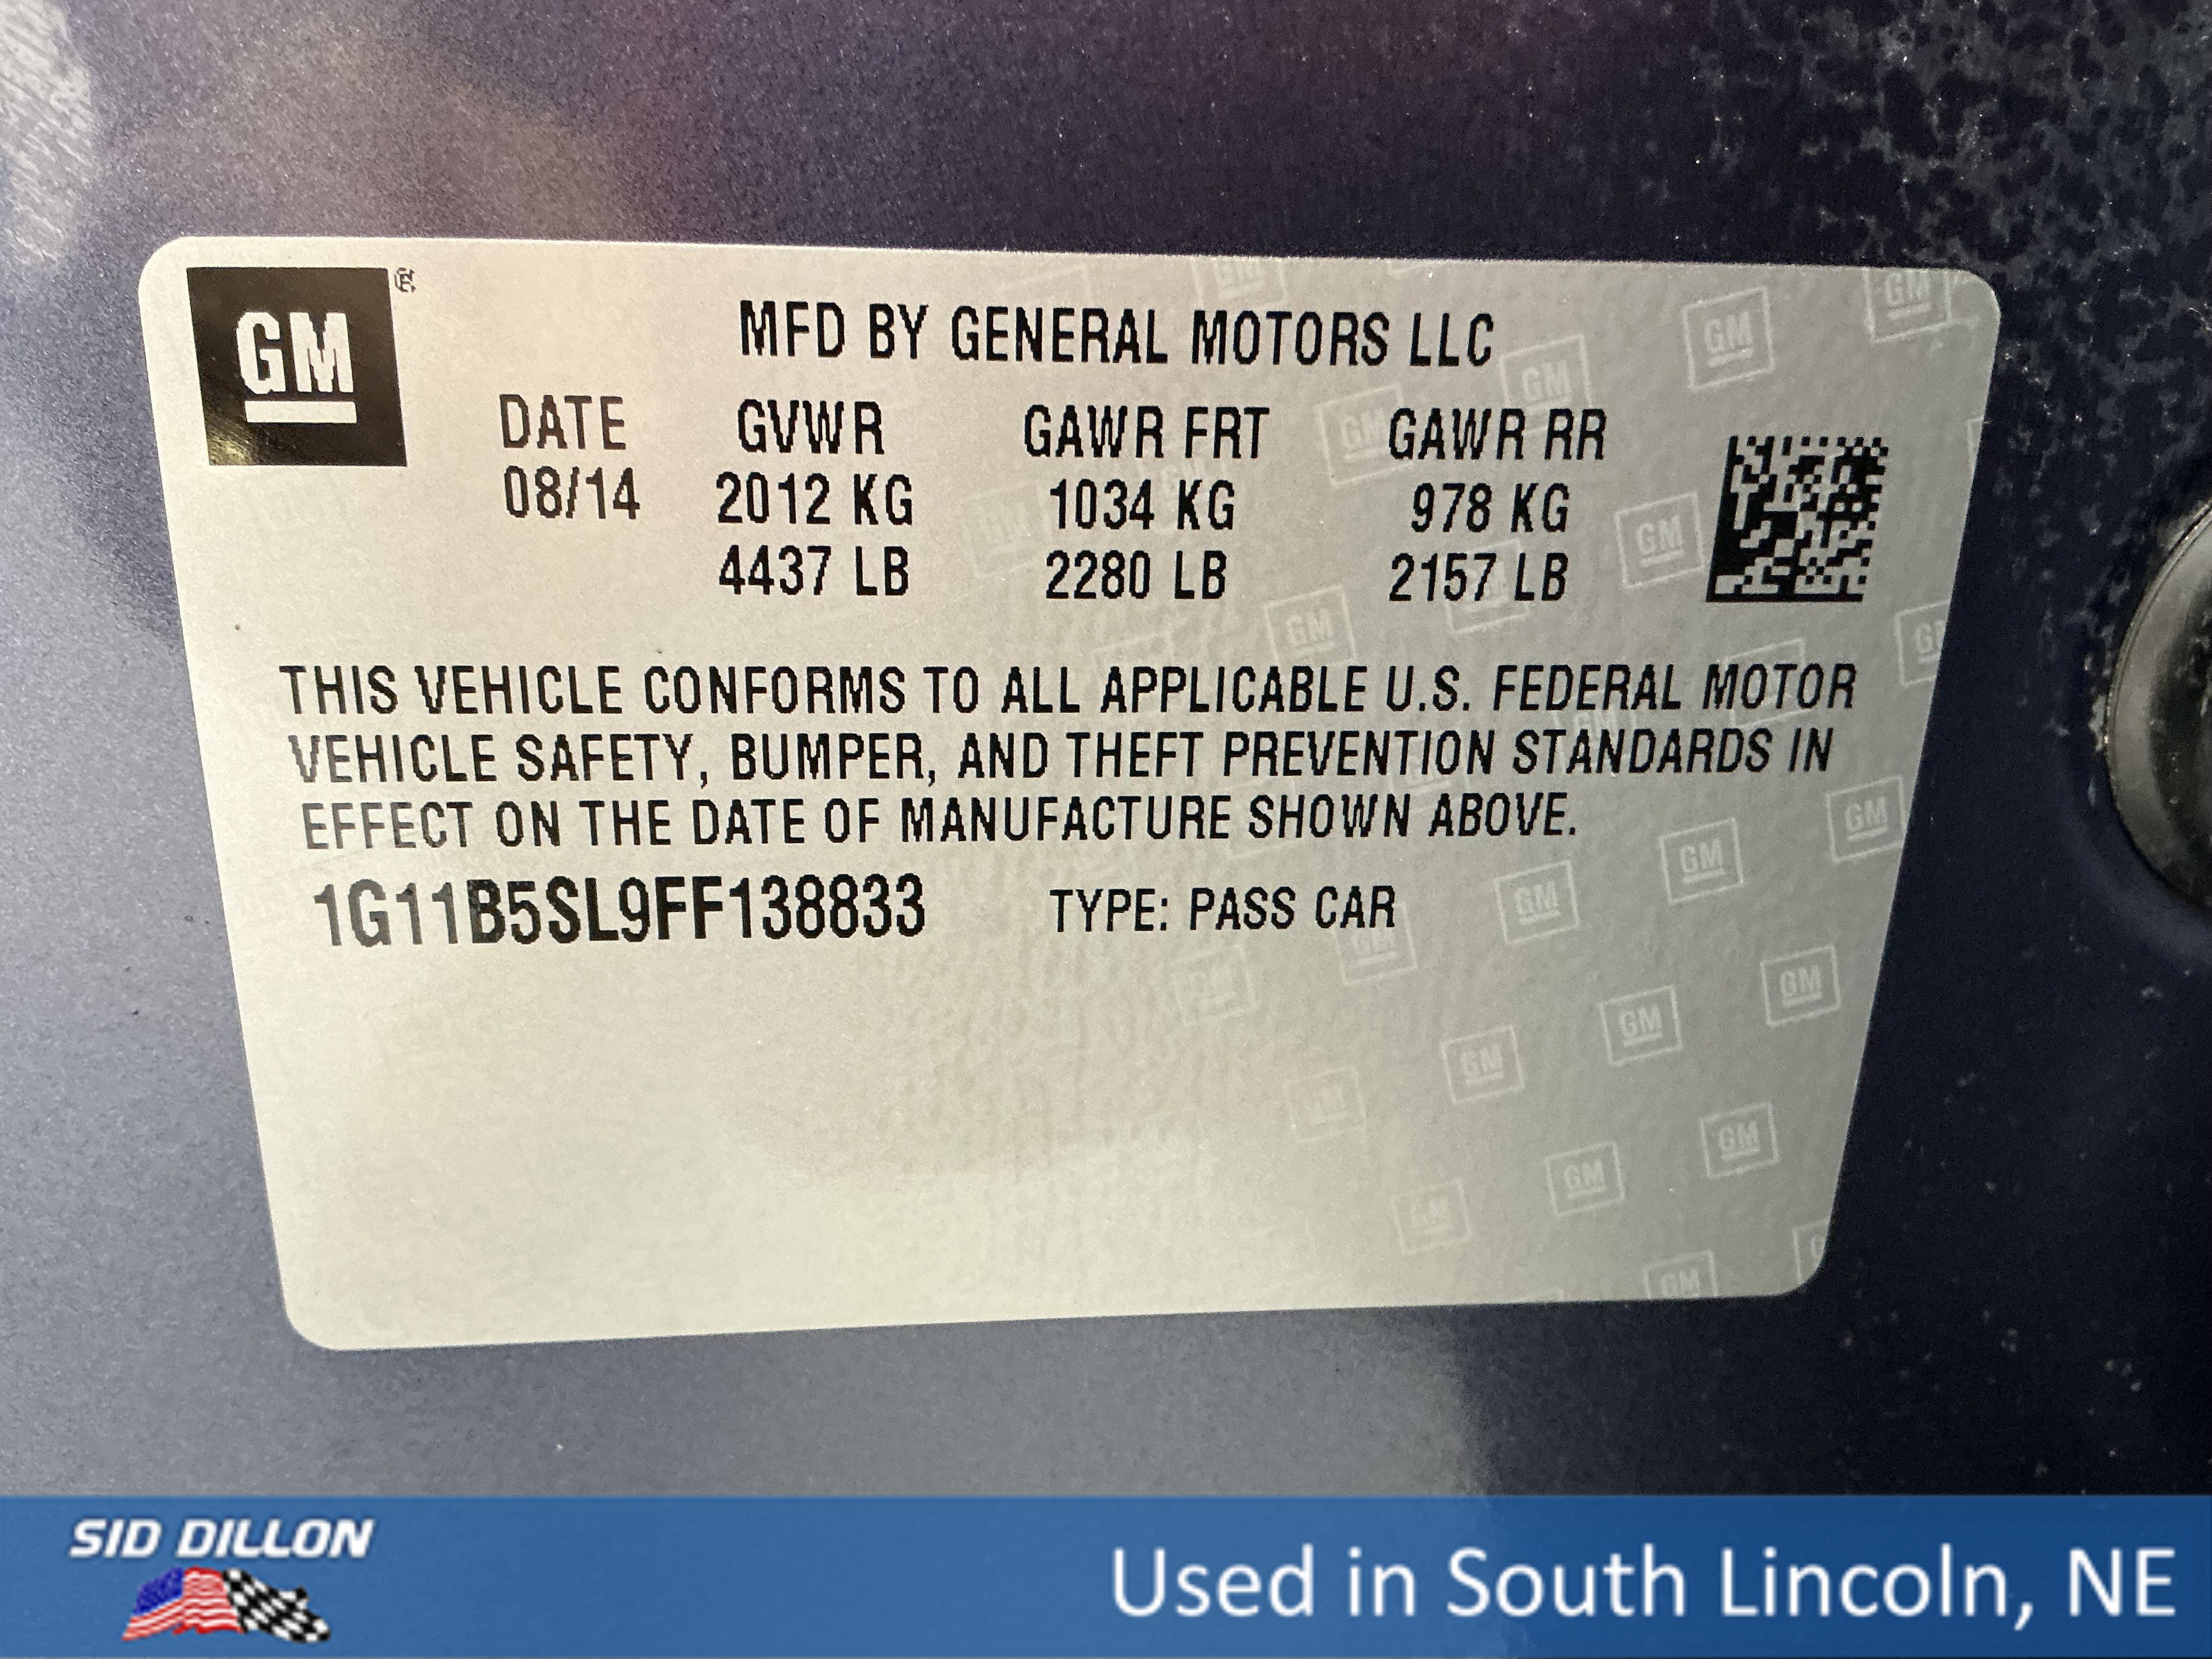 GM
MFD BY GENERAL MOTORS LLC
DATE GVWR GAWR FRT GAWR RR
08/14 2012 KG 1034 KG 978 KG
4437 LB 2280 LB 2157 LB
THIS VEHICLE CONFORMS TO ALL APPLICABLE U.S. FEDERAL MOTOR
VEHICLE SAFETY, BUMPER, AND THEFT PREVENTION STANDARDS IN
EFFECT ON THE DATE OF MANUFACTURE SHOWN ABOVE.
1G11B5SL9FF138833 TYPE: PASS CAR
SID DILLON
Used in South Lincoln, NE